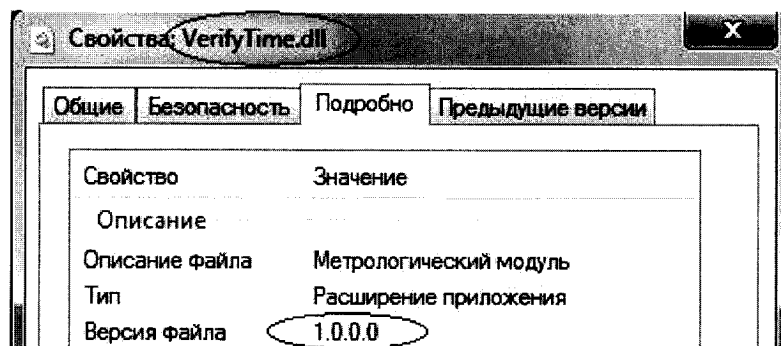 Свойства: VerifyTime.dll
x
Общие Безопасность Подробно Предыдущие версии
Свойство Значение
Описание
Описание файла Метрологический модуль
Тип Расширение приложения
Версия файла 1.0.0.0